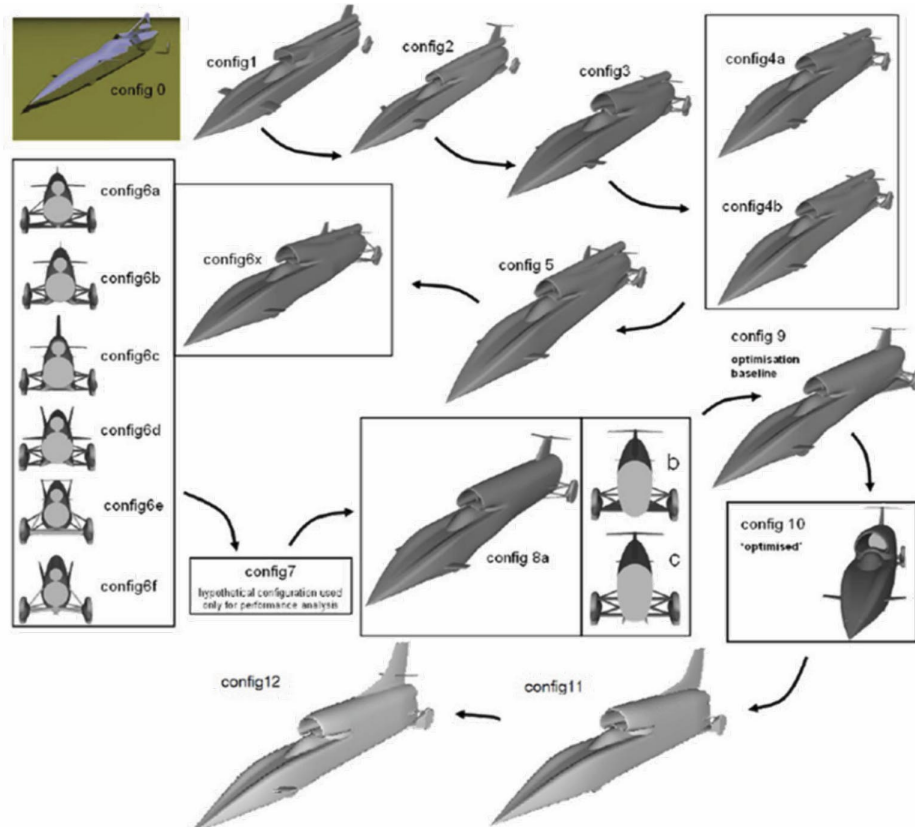 config 0
config1
config2
config3
config4a
config4b
config 5
config6x
config6a
config6b
config6c
config6d
config6e
config6f
config7
hypothetical configuration used
only for performance analysis
config 8a
b
c
config 9
optimisation
baseline
config 10
'optimised'
config11
config12